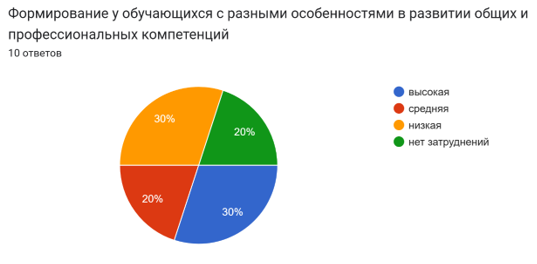 Формирование у обучающихся с разными особенностями в развитии общих и
профессиональных компетенций
10 ответов
30%
20%
20%
30%
высокая
средняя
низкая
нет затруднений